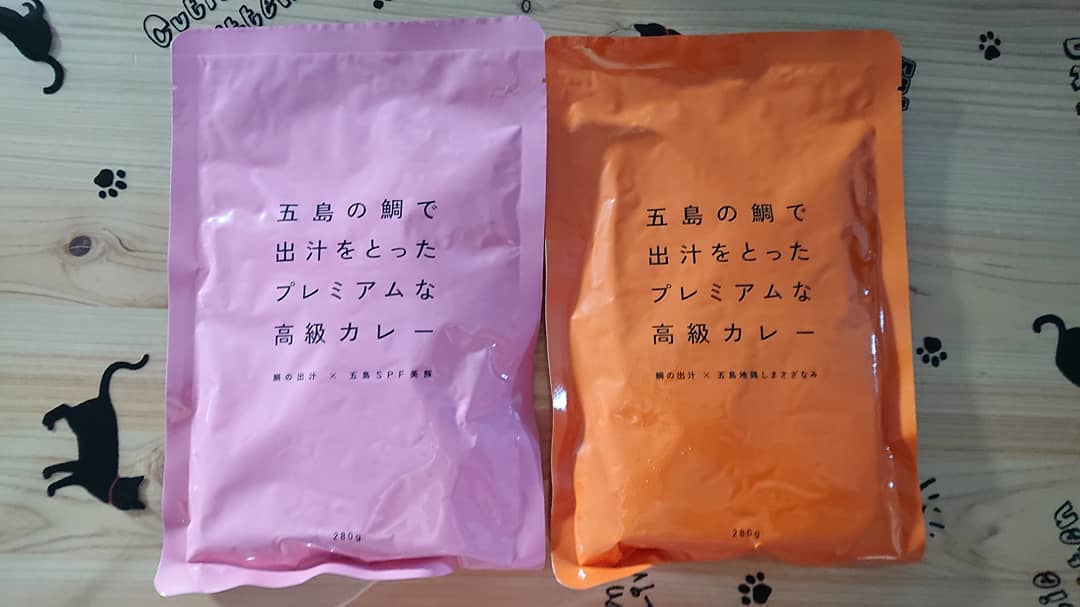 五島の鯛で
出汁をとった
プレミアムな
高級カレー
鯛の出汁 × 五島SPF美豚
280g
五島の鯛で
出汁をとった
プレミアムな
高級カレー
鯛の出汁 × 五島地鶏しまさざなみ
280g